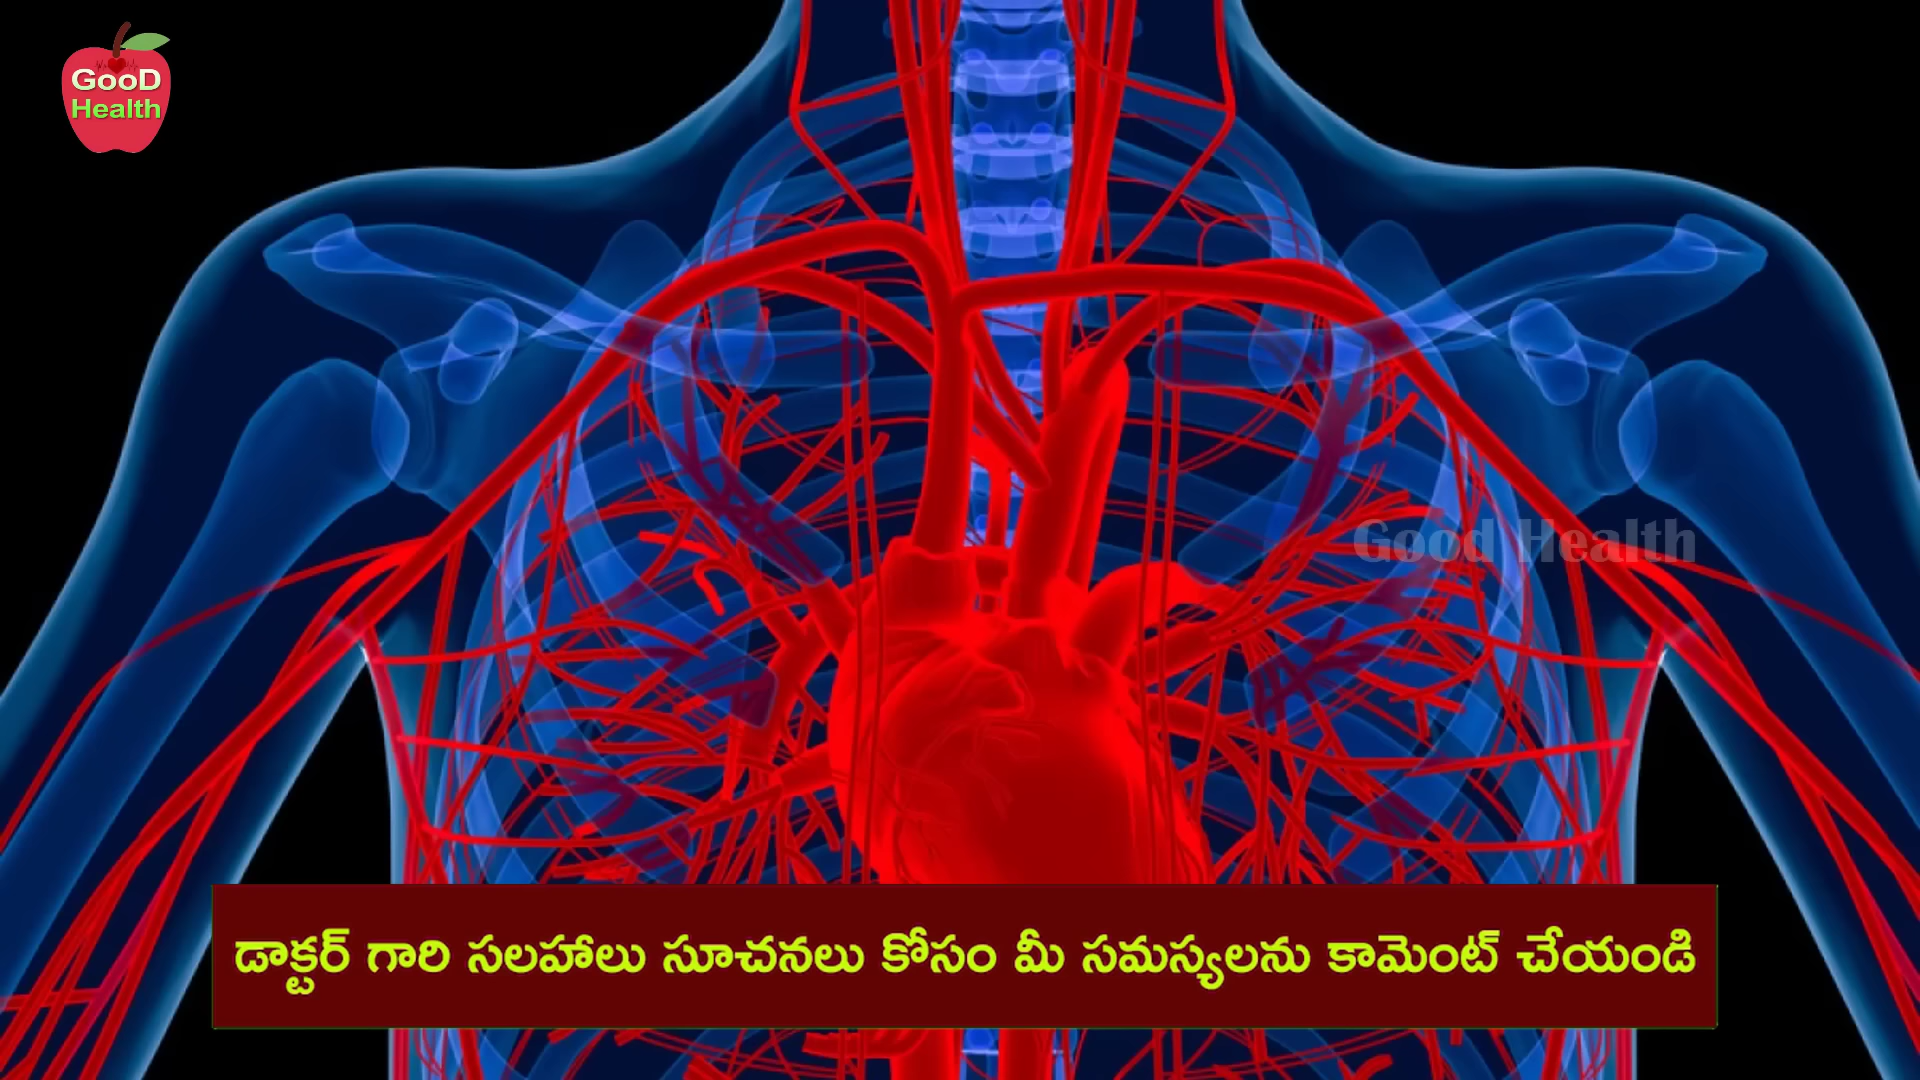 GooD
Health
Good Health
డాక్టర్ గారి సలహాలు సూచనలు కోసం మీ సమస్యలను కామెంట్ చేయండి